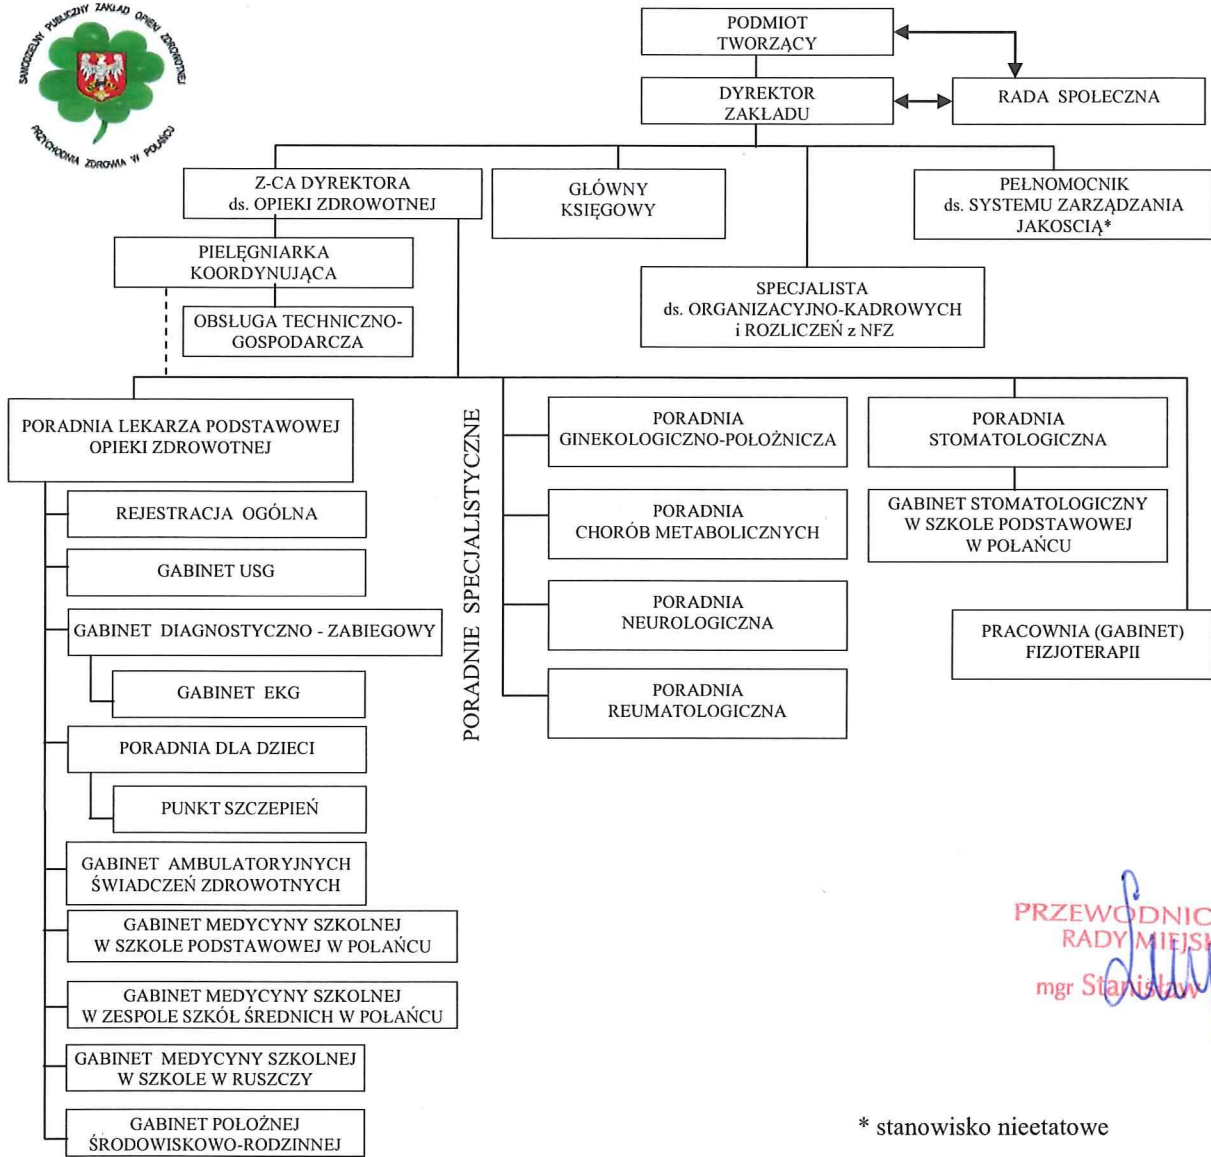 SAMODZIELNY PUBLICZNY ZAKŁAD OPIEKI ZDROWOTNEJ
PRZYCHODNIA ZDROWIA W POŁAŃCU
PODMIOT
TWORZĄCY
DYREKTOR
ZAKŁADU
RADA SPOŁECZNA
Z-CA DYREKTORA
ds. OPIEKI ZDROWOTNEJ
GŁÓWNY
KSIĘGOWY
PEŁNOMOCNIK
ds. SYSTEMU ZARZĄDZANIA
JAKOSCIĄ*
PIELĘGNIARKA
KOORDYNUJĄCA
SPECJALISTA
ds. ORGANIZACYJNO-KADROWYCH
i ROZLICZEŃ z NFZ
OBSŁUGA TECHNICZNO-
GOSPODARCZA
PORADNIA LEKARZA PODSTAWOWEJ
OPIEKI ZDROWOTNEJ
REJESTRACJA OGÓLNA
GABINET USG
GABINET DIAGNOSTYCZNO - ZABIEGOWY
GABINET EKG
PORADNIA DLA DZIECI
PUNKT SZCZEPIEŃ
GABINET AMBULATORYJNYCH
ŚWIADCZEŃ ZDROWOTNYCH
GABINET MEDYCYNY SZKOLNEJ
W SZKOLE PODSTAWOWEJ W POŁAŃCU
GABINET MEDYCYNY SZKOLNEJ
W ZESPOLE SZKÓŁ ŚREDNICH W POŁAŃCU
GABINET MEDYCYNY SZKOLNEJ
W SZKOLE W RUSZCZY
GABINET POŁOŻNEJ
ŚRODOWISKOWO-RODZINNEJ
PORADNIE SPECJALISTYCZNE
PORADNIA
GINEKOLOGICZNO-POŁOŻNICZA
PORADNIA
CHORÓB METABOLICZNYCH
PORADNIA
NEUROLOGICZNA
PORADNIA
REUMATOLOGICZNA
PORADNIA
STOMATOLOGICZNA
GABINET STOMATOLOGICZNY
W SZKOLE PODSTAWOWEJ
W POŁAŃCU
PRACOWNIA (GABINET)
FIZJOTERAPII
RADY
mgr Stanisław
* stanowisko nieetatowe